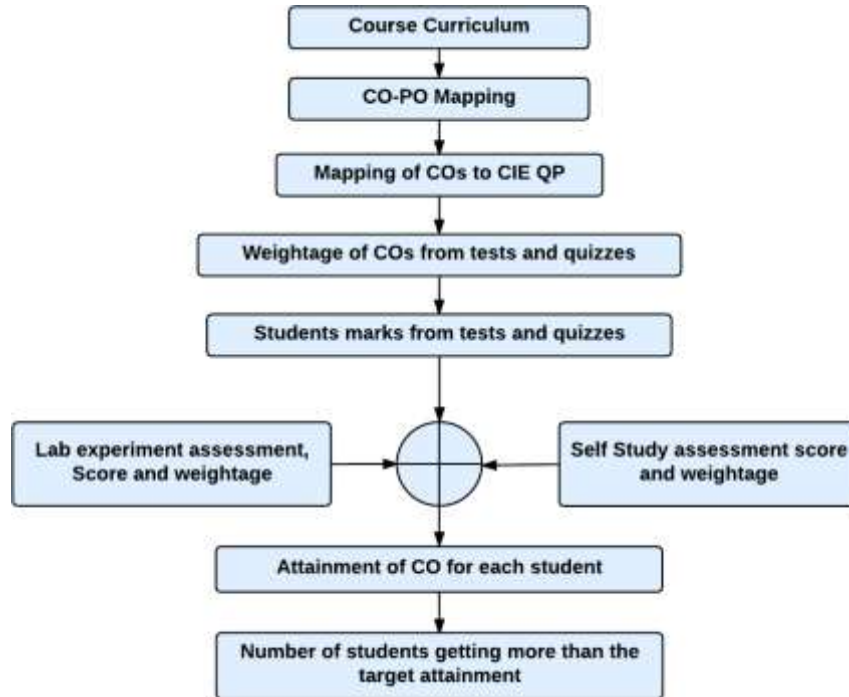 Course Curriculum
CO-PO Mapping
Mapping of COs to CIE QP
Weightage of COs from tests and quizzes
Students marks from tests and quizzes
Lab experiment assessment,
Score and weightage
Self Study assessment score
and weightage
Attainment of CO for each student
Number of students getting more than the
target attainment